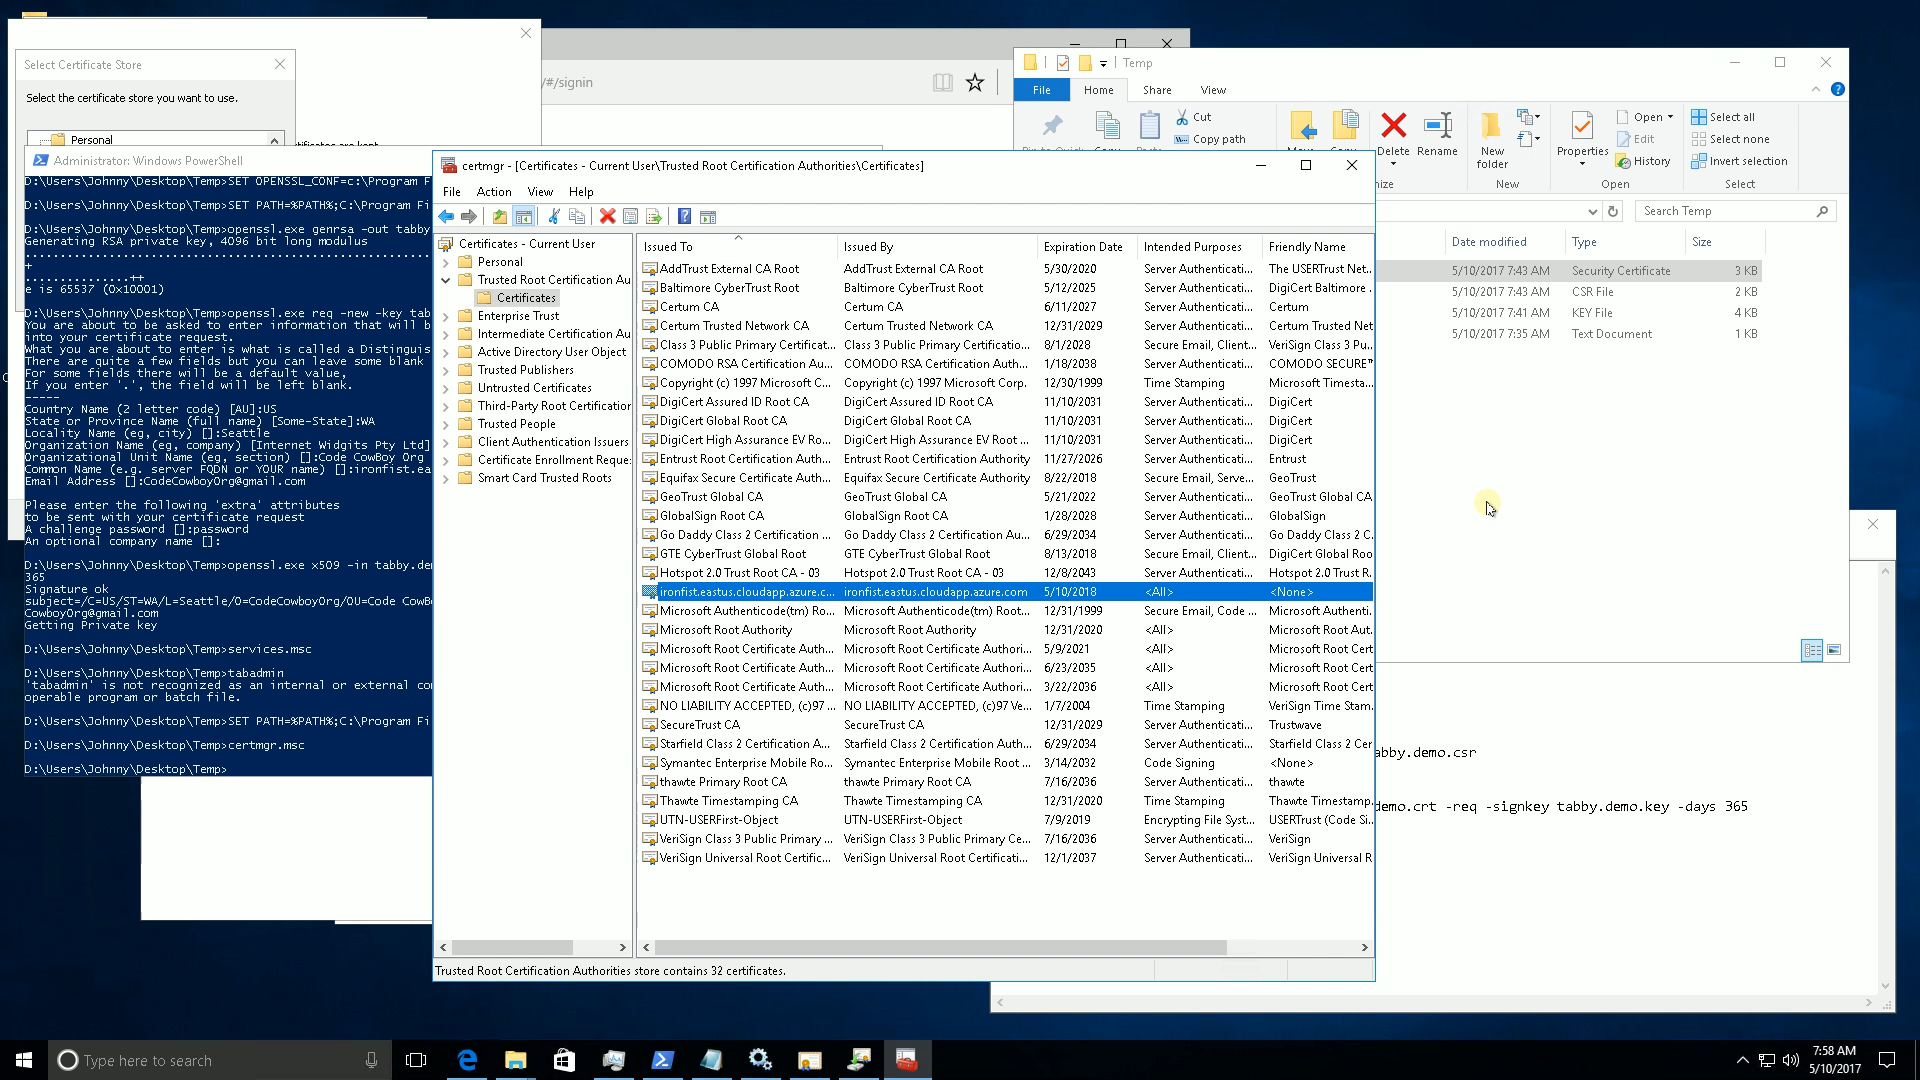 Select Certificate Store
Select the certificate store you want to use.
Personal
/#/signin
Temp
File Home Share View
Cut
Copy path
Delete Rename
New folder
Properties
Open
Edit
History
Select all
Select none
Invert selection
New
Open
Select
Search Temp
Date modified Type Size
5/10/2017 7:43 AM Security Certificate 3 KB
5/10/2017 7:43 AM CSR File 2 KB
5/10/2017 7:41 AM KEY File 4 KB
5/10/2017 7:35 AM Text Document 1 KB
Administrator: Windows PowerShell
D:\Users\Johnny\Desktop\Temp>SET OPENSSL_CONF=c:\Program F
D:\Users\Johnny\Desktop\Temp>SET PATH=%PATH%;C:\Program Fi
D:\Users\Johnny\Desktop\Temp>openssl.exe genrsa -out tabby
Generating RSA private key, 4096 bit long modulus
+
..............++
e is 65537 (0x10001)
D:\Users\Johnny\Desktop\Temp>openssl.exe req -new -key tab
You are about to be asked to enter information that will b
into your certificate request.
What you are about to enter is what is called a Distinguis
There are quite a few fields but you can leave some blank
For some fields there will be a default value,
If you enter '.', the field will be left blank.
-----
Country Name (2 letter code) [AU]:US
State or Province Name (full name) [Some-State]:WA
Locality Name (eg, city) []:Seattle
Organization Name (eg, company) [Internet Widgits Pty Ltd]
Organizational Unit Name (eg, section) []:Code CowBoy Org
Common Name (e.g. server FQDN or YOUR name) []:ironfist.ea
Email Address []:CodeCowboyOrg@gmail.com
Please enter the following 'extra' attributes
to be sent with your certificate request
A challenge password []:password
An optional company name []:
D:\Users\Johnny\Desktop\Temp>openssl.exe x509 -in tabby.de
365
Signature ok
subject=/C=US/ST=WA/L=Seattle/O=CodeCowboyOrg/OU=Code CowB
CowboyOrg@gmail.com
Getting Private key
D:\Users\Johnny\Desktop\Temp>services.msc
D:\Users\Johnny\Desktop\Temp>tabadmin
'tabadmin' is not recognized as an internal or external co
operable program or batch file.
D:\Users\Johnny\Desktop\Temp>SET PATH=%PATH%;C:\Program Fi
D:\Users\Johnny\Desktop\Temp>certmgr.msc
D:\Users\Johnny\Desktop\Temp>
certmgr - [Certificates - Current User\Trusted Root Certification Authorities\Certificates]
File Action View Help
Certificates - Current User
Personal
Trusted Root Certification Au
Certificates
Enterprise Trust
Intermediate Certification Au
Active Directory User Object
Trusted Publishers
Untrusted Certificates
Third-Party Root Certification
Trusted People
Client Authentication Issuers
Certificate Enrollment Reque:
Smart Card Trusted Roots
Issued To Issued By Expiration Date Intended Purposes Friendly Name
AddTrust External CA Root AddTrust External CA Root 5/30/2020 Server Authenticati... The USERTrust Net...
Baltimore CyberTrust Root Baltimore CyberTrust Root 5/12/2025 Server Authenticati... DigiCert Baltimore .
Certum CA Certum CA 6/11/2027 Server Authenticati... Certum
Certum Trusted Network CA Certum Trusted Network CA 12/31/2029 Server Authenticati... Certum Trusted Net
Class 3 Public Primary Certificat... Class 3 Public Primary Certificatio... 8/1/2028 Secure Email, Client... VeriSign Class 3 Pu..
COMODO RSA Certification Au... COMODO RSA Certification Auth... 1/18/2038 Server Authenticati... COMODO SECURE™
Copyright (c) 1997 Microsoft C... Copyright (c) 1997 Microsoft Corp. 12/30/1999 Time Stamping Microsoft Timesta...
DigiCert Assured ID Root CA DigiCert Assured ID Root CA 11/10/2031 Server Authenticati... DigiCert
DigiCert Global Root CA DigiCert Global Root CA 11/10/2031 Server Authenticati... DigiCert
DigiCert High Assurance EV Ro... DigiCert High Assurance EV Root ... 11/10/2031 Server Authenticati... DigiCert
Entrust Root Certification Auth... Entrust Root Certification Authority 11/27/2026 Server Authenticati... Entrust
Equifax Secure Certificate Auth... Equifax Secure Certificate Authority 8/22/2018 Secure Email, Serve... GeoTrust
GeoTrust Global CA GeoTrust Global CA 5/21/2022 Server Authenticati... GeoTrust Global CA
GlobalSign Root CA GlobalSign Root CA 1/28/2028 Server Authenticati... GlobalSign
Go Daddy Class 2 Certification ... Go Daddy Class 2 Certification Au... 6/29/2034 Server Authenticati... Go Daddy Class 2 C.
GTE CyberTrust Global Root GTE CyberTrust Global Root 8/13/2018 Secure Email, Client... DigiCert Global Roo
Hotspot 2.0 Trust Root CA - 03 Hotspot 2.0 Trust Root CA - 03 12/8/2043 Server Authenticati... Hotspot 2.0 Trust R.
ironfist.eastus.cloudapp.azure.c... ironfist.eastus.cloudapp.azure.com 5/10/2018 <All> <None>
Microsoft Authenticode(tm) Ro... Microsoft Authenticode(tm) Root... 12/31/1999 Secure Email, Code ... Microsoft Authenti.
Microsoft Root Authority Microsoft Root Authority 12/31/2020 <All> Microsoft Root Aut.
Microsoft Root Certificate Auth... Microsoft Root Certificate Authori... 5/9/2021 <All> Microsoft Root Cert
Microsoft Root Certificate Auth... Microsoft Root Certificate Authori... 6/23/2035 <All> Microsoft Root Cert
Microsoft Root Certificate Auth... Microsoft Root Certificate Authori... 3/22/2036 <All> Microsoft Root Cert
NO LIABILITY ACCEPTED, (c)97 ... NO LIABILITY ACCEPTED, (c)97 Ve... 1/7/2004 Time Stamping VeriSign Time Stam.
SecureTrust CA SecureTrust CA 12/31/2029 Server Authenticati... Trustwave
Starfield Class 2 Certification A... Starfield Class 2 Certification Auth... 6/29/2034 Server Authenticati... Starfield Class 2 Cer
Symantec Enterprise Mobile Ro... Symantec Enterprise Mobile Root ... 3/14/2032 Code Signing <None>
thawte Primary Root CA thawte Primary Root CA 7/16/2036 Server Authenticati... thawte
Thawte Timestamping CA Thawte Timestamping CA 12/31/2020 Time Stamping Thawte Timestamp.
UTN-USERFirst-Object UTN-USERFirst-Object 7/9/2019 Encrypting File Syst... USERTrust (Code Si..
VeriSign Class 3 Public Primary ... VeriSign Class 3 Public Primary Ce... 7/16/2036 Server Authenticati... VeriSign
VeriSign Universal Root Certific... VeriSign Universal Root Certificati... 12/1/2037 Server Authenticati... VeriSign Universal R
Trusted Root Certification Authorities store contains 32 certificates.
abby.demo.csr
demo.crt -req -signkey tabby.demo.key -days 365
Type here to search
7:58 AM
5/10/2017